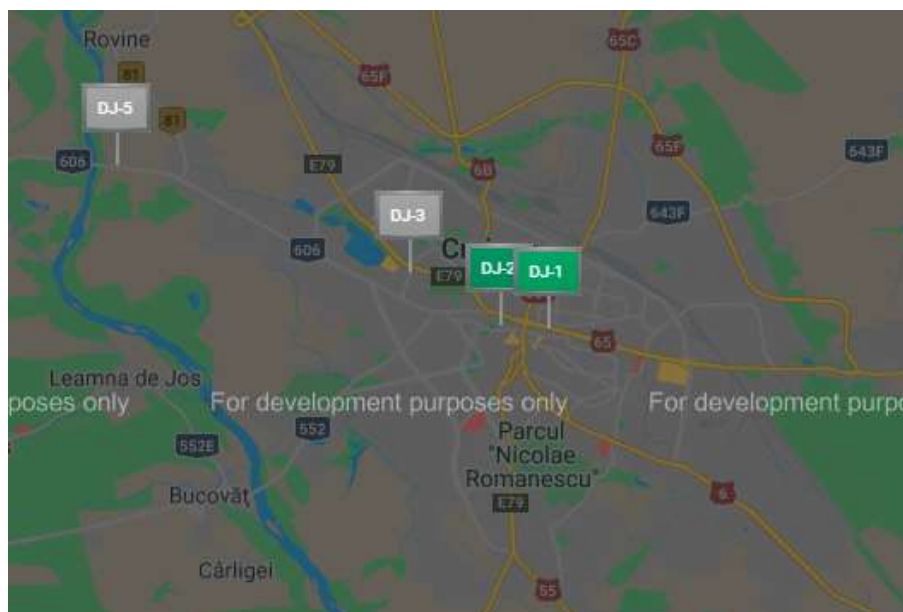 Rovine
65C
65F
81
DJ-5
81
606
E79
6B
65F
643F
DJ-3
643F
606
E79
DJ-2
DJ-1
65
Leamna de Jos
poses only
For development purposes only
For development purpo
552
552E
Parcul
"Nicolae
Romanescu"
Bucovăț
6
E79
Cârligei
55